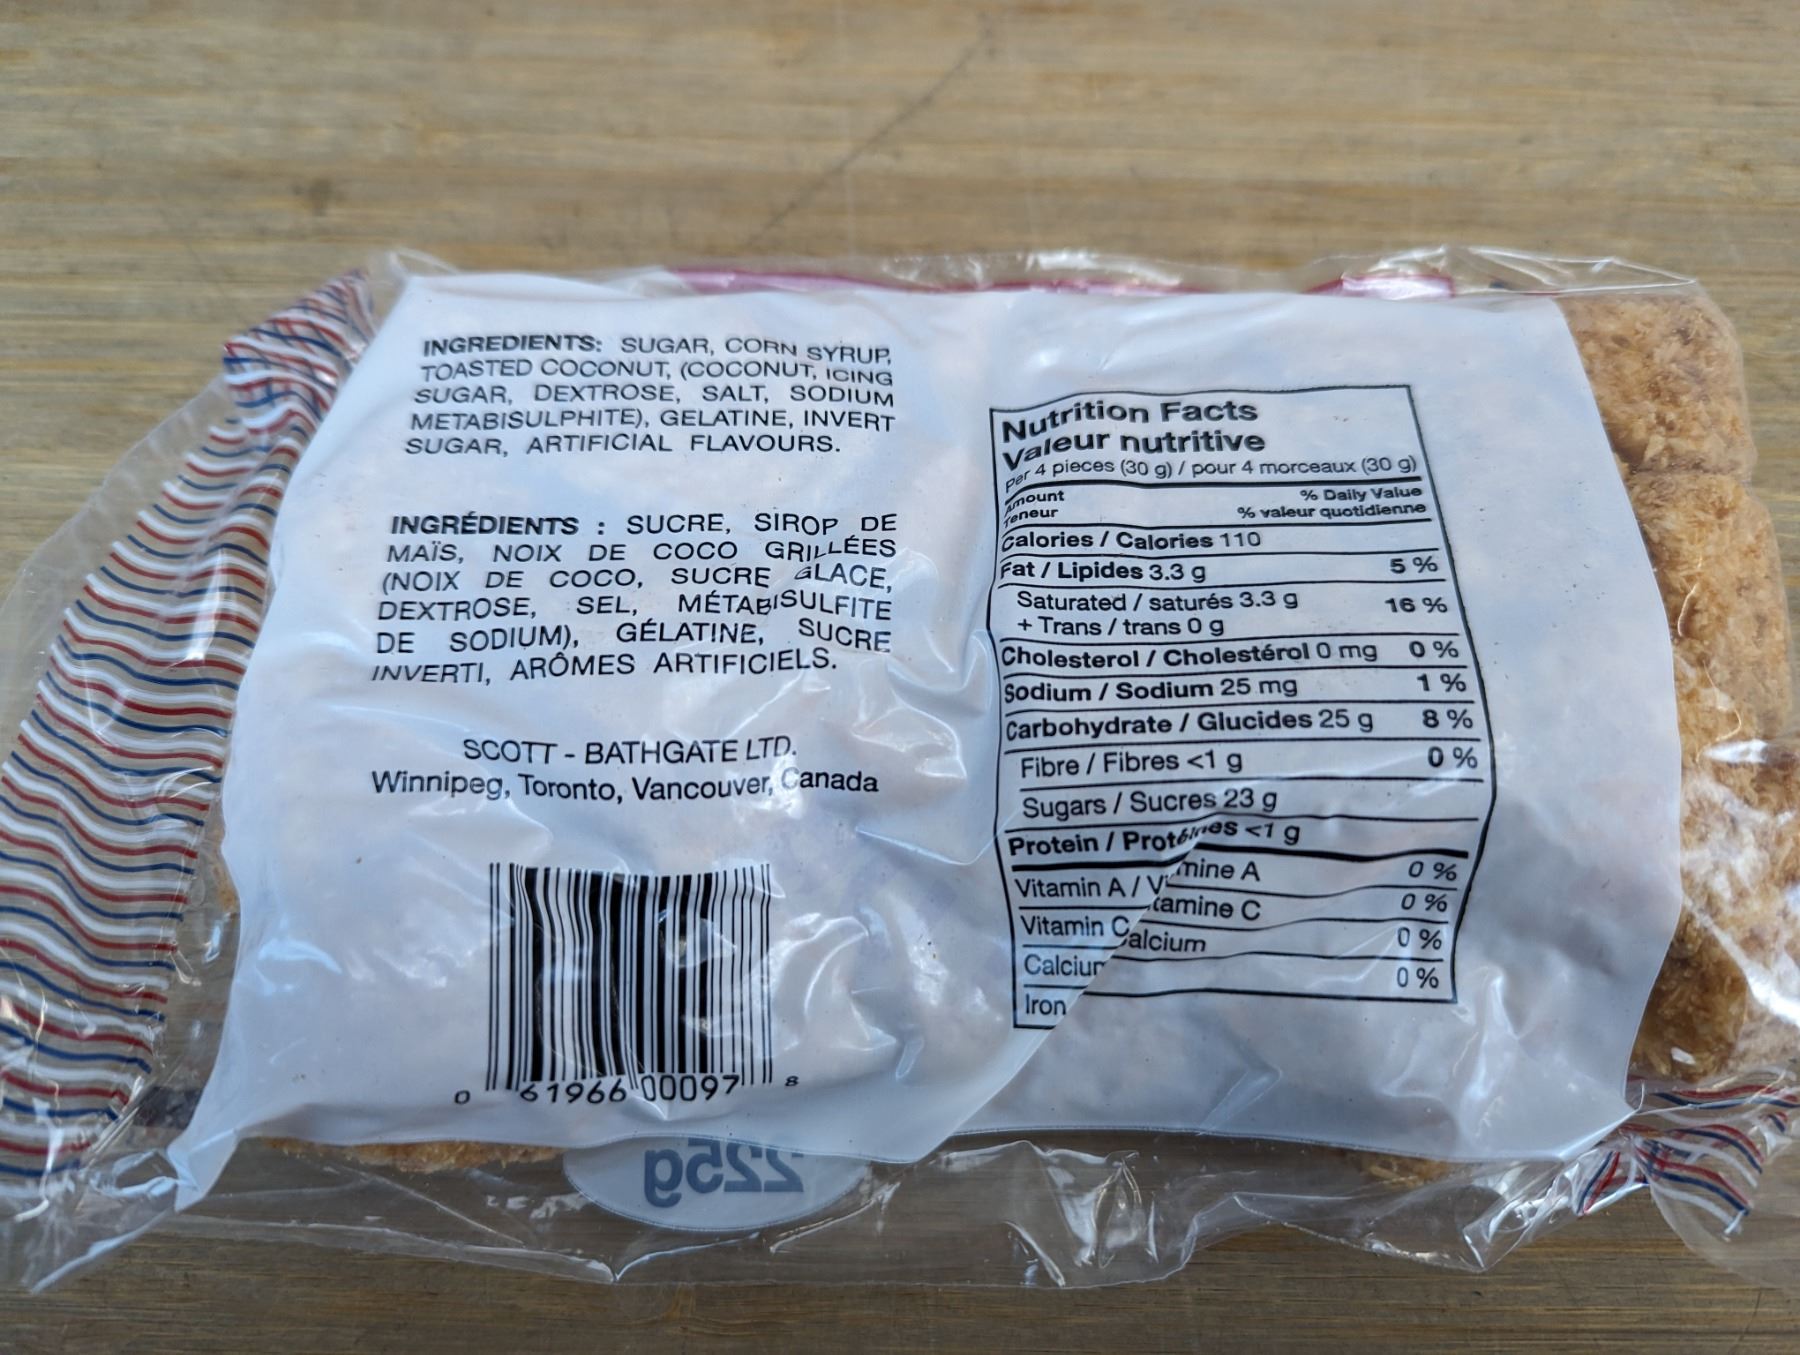 INGREDIENTS: SUGAR, CORN SYRUP,
TOASTED COCONUT, (COCONUT, ICING
SUGAR, DEXTROSE, SALT, SODIUM
METABISULPHITE), GELATINE, INVERT
SUGAR, ARTIFICIAL FLAVOURS.
INGRÉDIENTS : SUCRE, SIROP DE
MAÏS, NOIX DE COCO GRILLÉES
(NOIX DE COCO, SUCRE GLACE,
DEXTROSE, SEL, MÉTABISULFITE
DE SODIUM), GÉLATINE, SUCRE
INVERTI, ARÔMES ARTIFICIELS.
SCOTT - BATHGATE LTD.
Winnipeg, Toronto, Vancouver, Canada
0 61966 00097 8
Nutrition Facts
Valeur nutritive
Per 4 pieces (30 g) / pour 4 morceaux (30 g)
Amount % Daily Value
Teneur % valeur quotidienne
Calories / Calories 110
Fat / Lipides 3.3 g 5 %
Saturated / saturés 3.3 g 16 %
+ Trans / trans 0 g
Cholesterol / Cholestérol 0 mg 0 %
Sodium / Sodium 25 mg 1 %
Carbohydrate / Glucides 25 g 8 %
Fibre / Fibres <1 g 0 %
Sugars / Sucres 23 g
Protein / Protéines <1 g
Vitamin A / Vitamine A 0 %
Vitamin C tamine C 0 %
Calcium alcium 0 %
Iron 0 %
225g